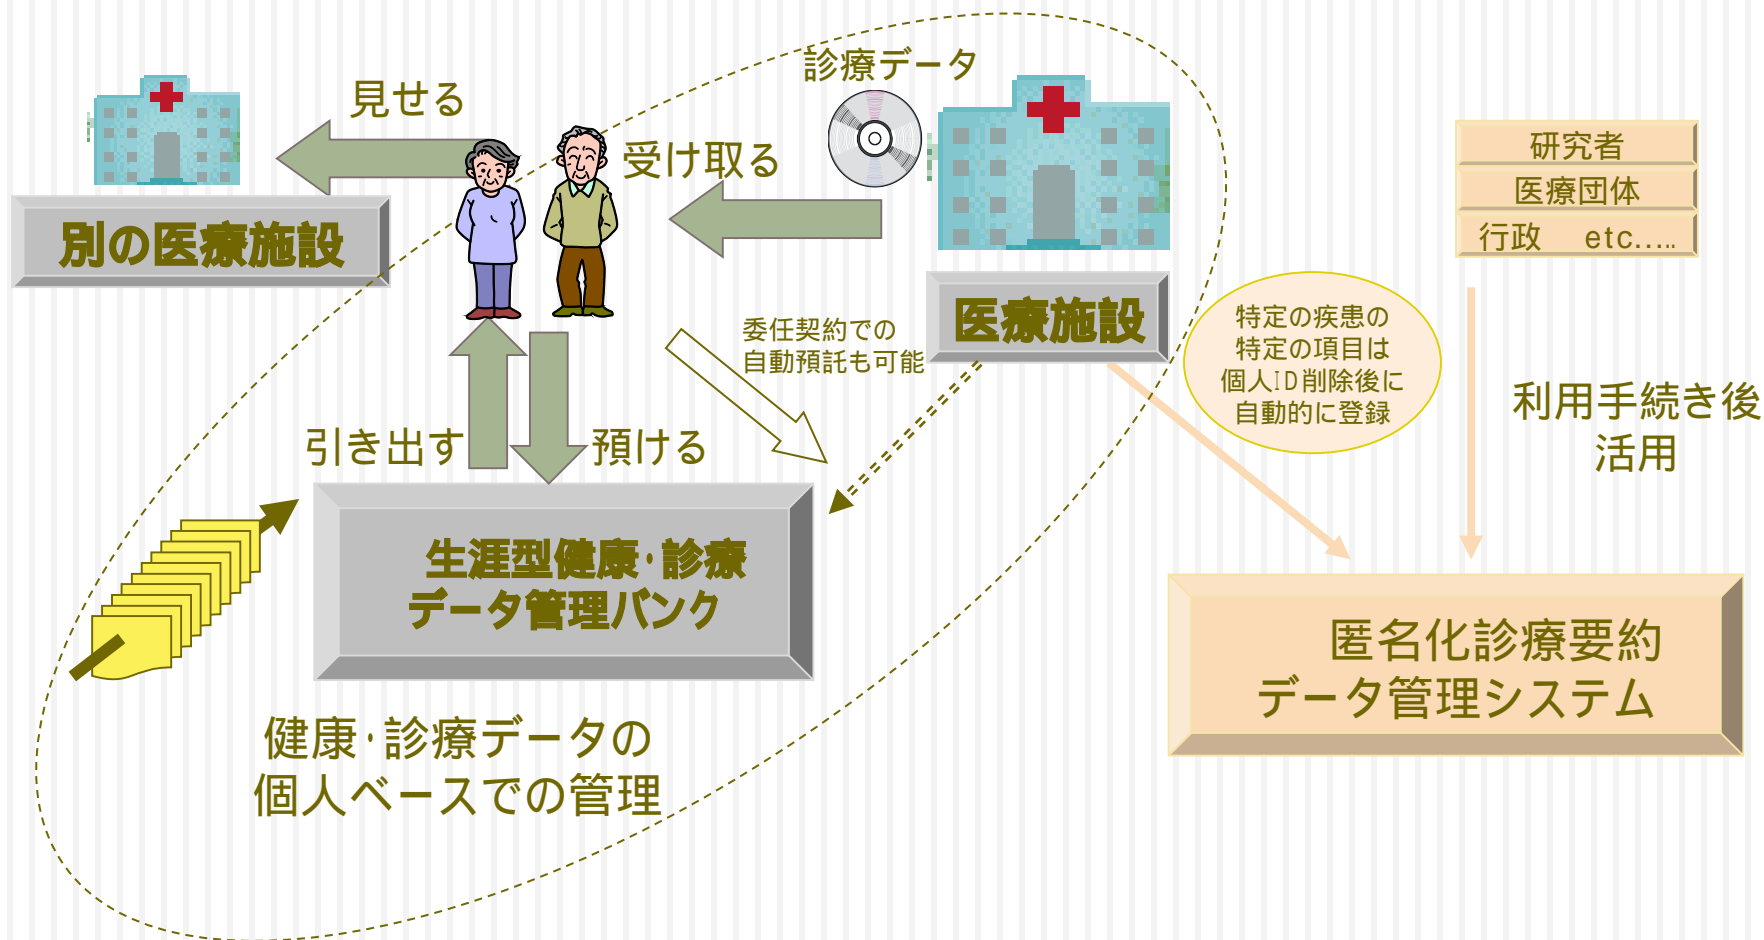 診療データ
見せる
受け取る
研究者
医療団体
行政 etc.....
別の医療施設
医療施設
委任契約での
自動預託も可能
特定の疾患の
特定の項目は
個人ID削除後に
自動的に登録
利用手続き後
活用
引き出す
預ける
生涯型健康・診療
データ管理バンク
匿名化診療要約
データ管理システム
健康・診療データの
個人ベースでの管理